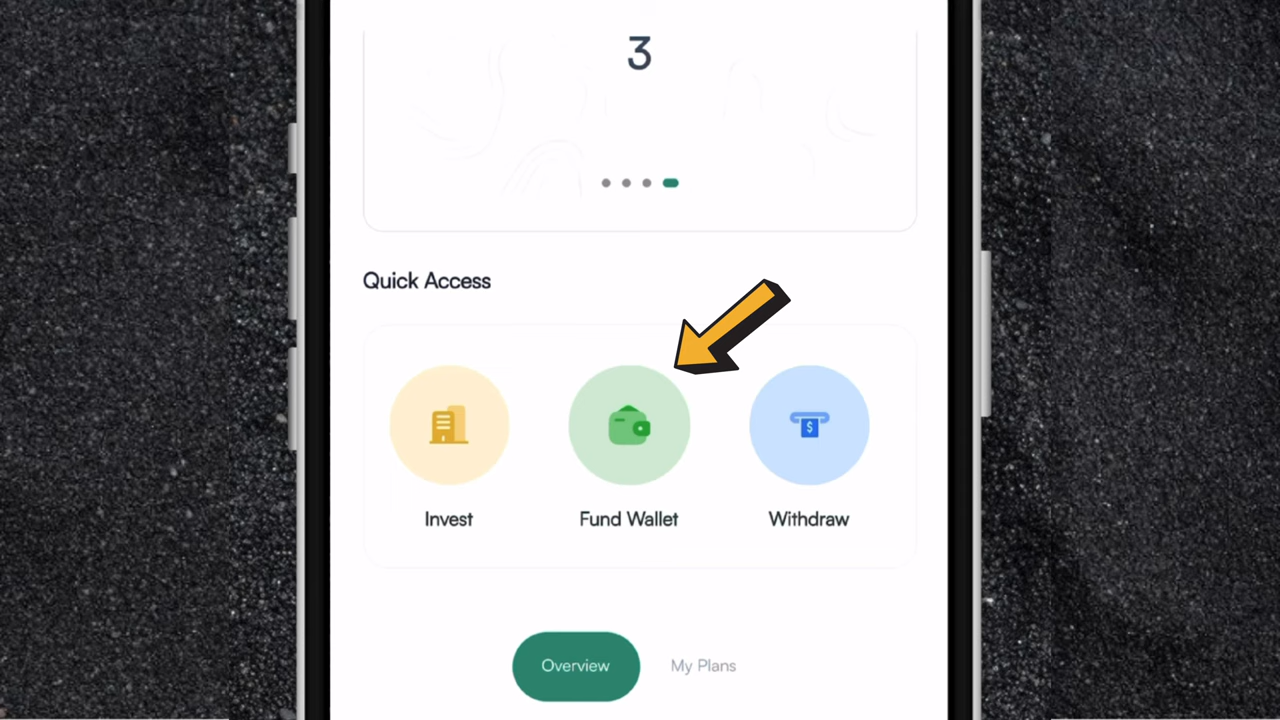 3
Quick Access
$
Invest
Fund Wallet
Withdraw
Overview
My Plans